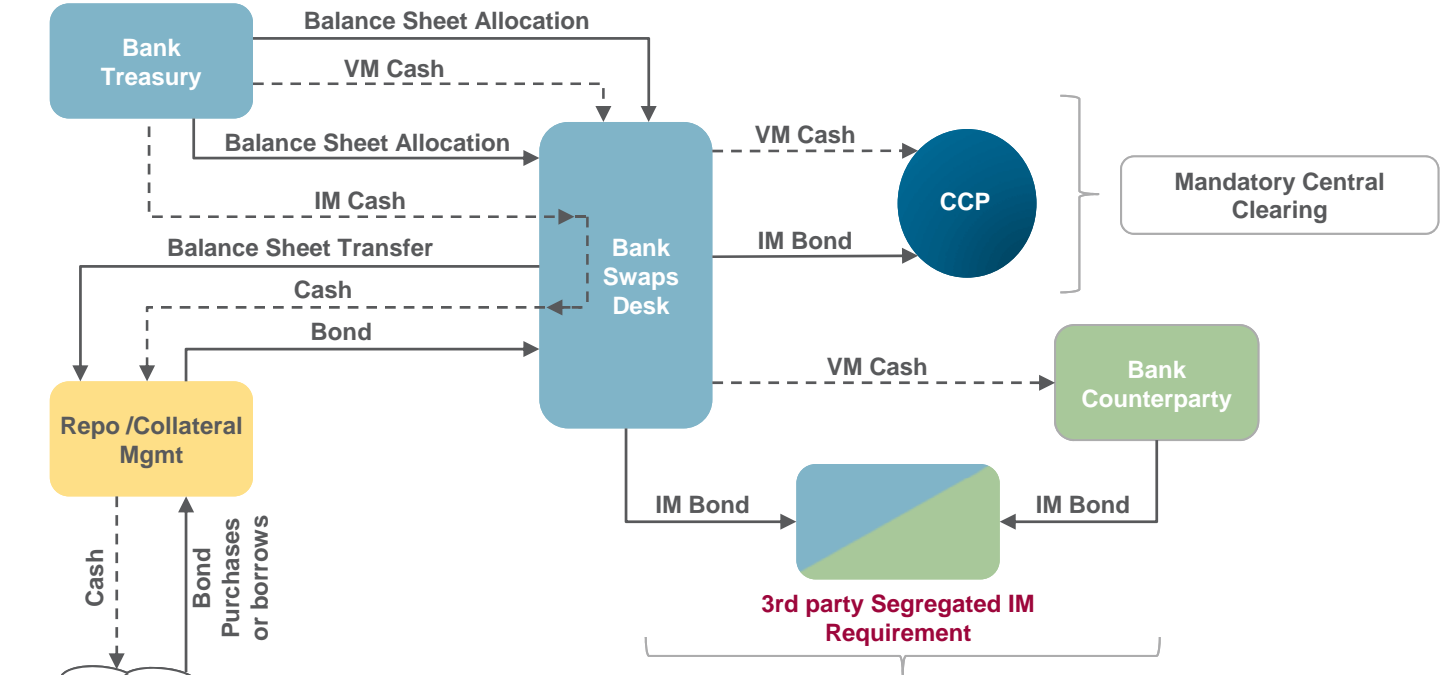 Balance Sheet Allocation
Bank
Treasury
VM Cash
Balance Sheet Allocation
VM Cash
CCP
Mandatory Central
Clearing
IM Cash
IM Bond
Balance Sheet Transfer
Bank
Swaps
Desk
Cash
Bond
VM Cash
Bank
Counterparty
Repo /Collateral
Mgmt
IM Bond
IM Bond
Cash
Bond
Purchases
or borrows
3rd party Segregated IM
Requirement